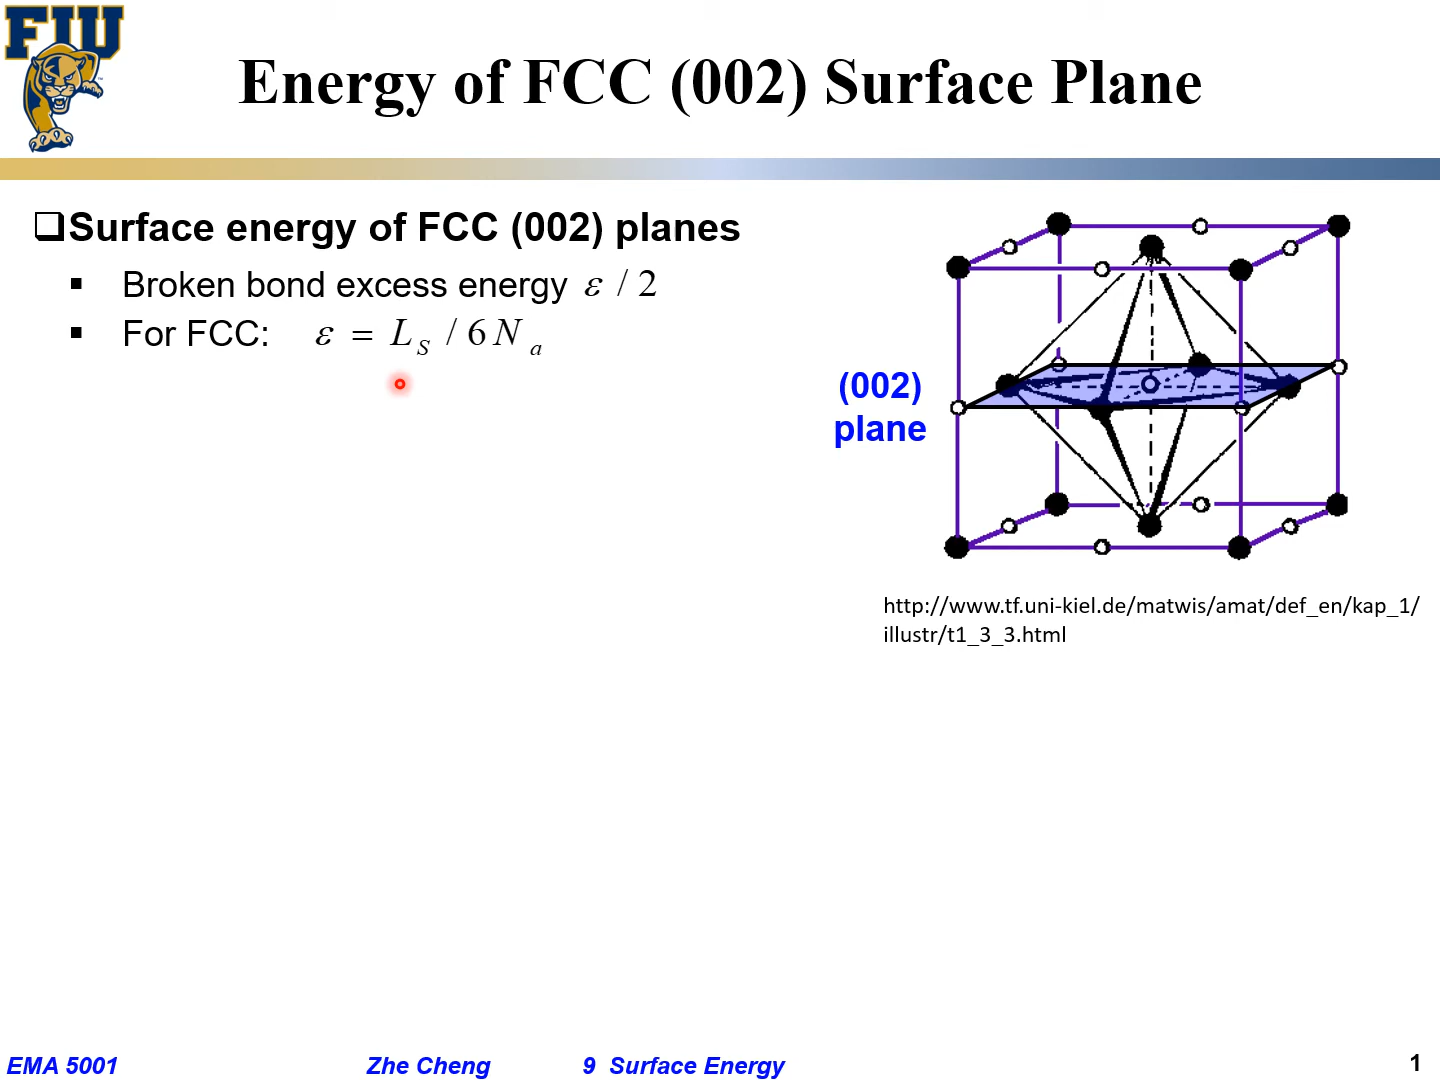 FIU
Energy of FCC (002) Surface Plane
❑Surface energy of FCC (002) planes
▪ Broken bond excess energy ε / 2
▪ For FCC: ε = L_S / 6 N_a
(002)
plane
http://www.tf.uni-kiel.de/matwis/amat/def_en/kap_1/
illustr/t1_3_3.html
EMA 5001 Zhe Cheng 9 Surface Energy 1